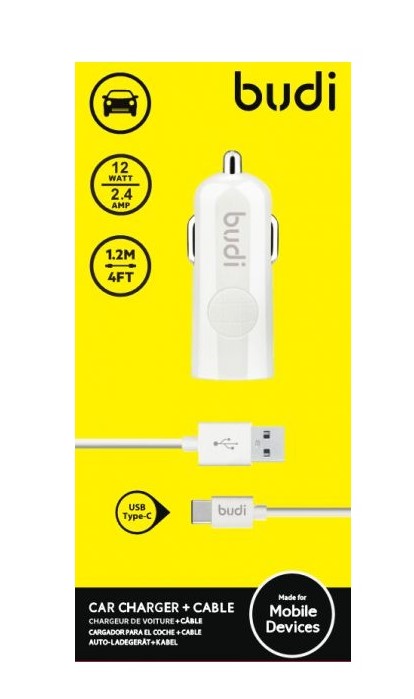 budi
12
WATT
2.4
AMP
1.2M
4FT
budi
USB
Type-C
budi
Made for
Mobile
Devices
CAR CHARGER + CABLE
CHARGEUR DE VOITURE +CÂBLE
CARGADOR PARA EL COCHE +CABLE
AUTO-LADEGERÄT+KABEL